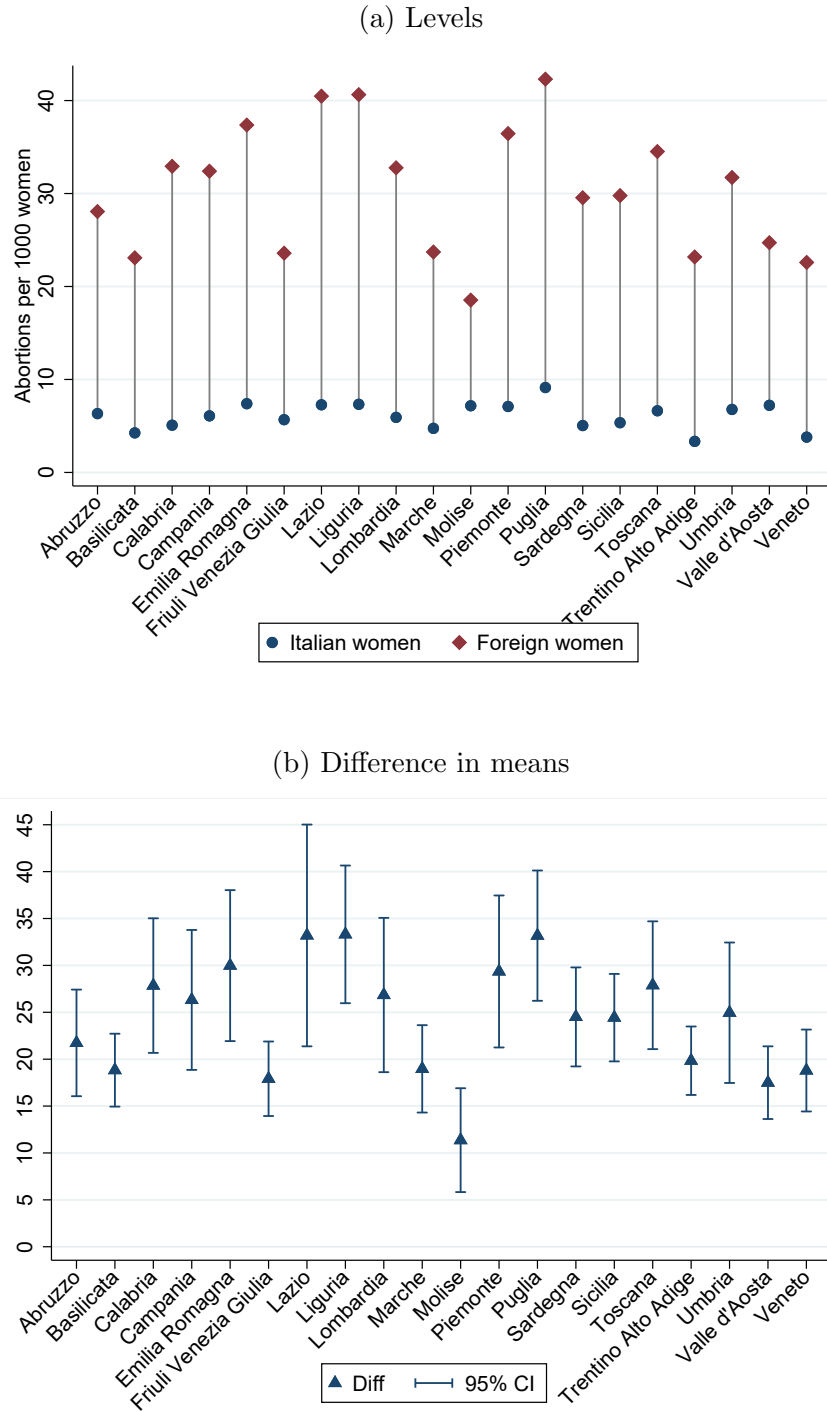 (a) Levels
Abortions per 1000 women
40
30
20
10
0
Abruzzo
Basilicata
Calabria
Campania
Emilia Romagna
Friuli Venezia Giulia
Lazio
Liguria
Lombardia
Marche
Molise
Piemonte
Puglia
Sardegna
Sicilia
Toscana
Trentino Alto Adige
Umbria
Valle d'Aosta
Veneto
Italian women Foreign women
(b) Difference in means
45
40
35
30
25
20
15
10
5
0
Abruzzo
Basilicata
Calabria
Campania
Emilia Romagna
Friuli Venezia Giulia
Lazio
Liguria
Lombardia
Marche
Molise
Piemonte
Puglia
Sardegna
Sicilia
Toscana
Trentino Alto Adige
Umbria
Valle d'Aosta
Veneto
Diff 95% CI